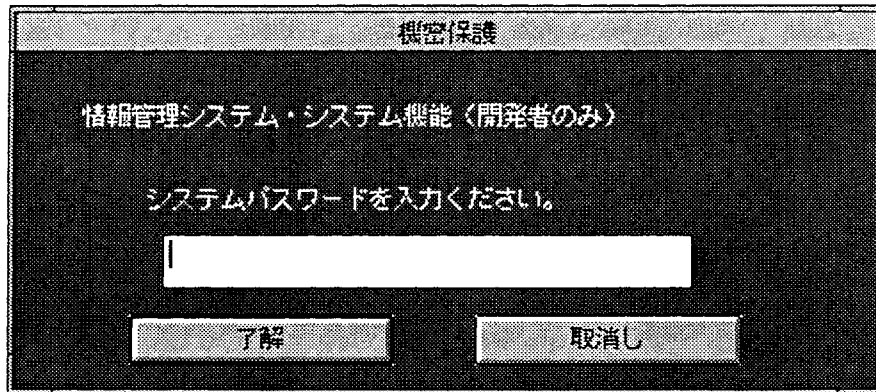 機密保護
情報管理システム・システム機能（開発者のみ）
システムパスワードを入力ください。
了解
取消し